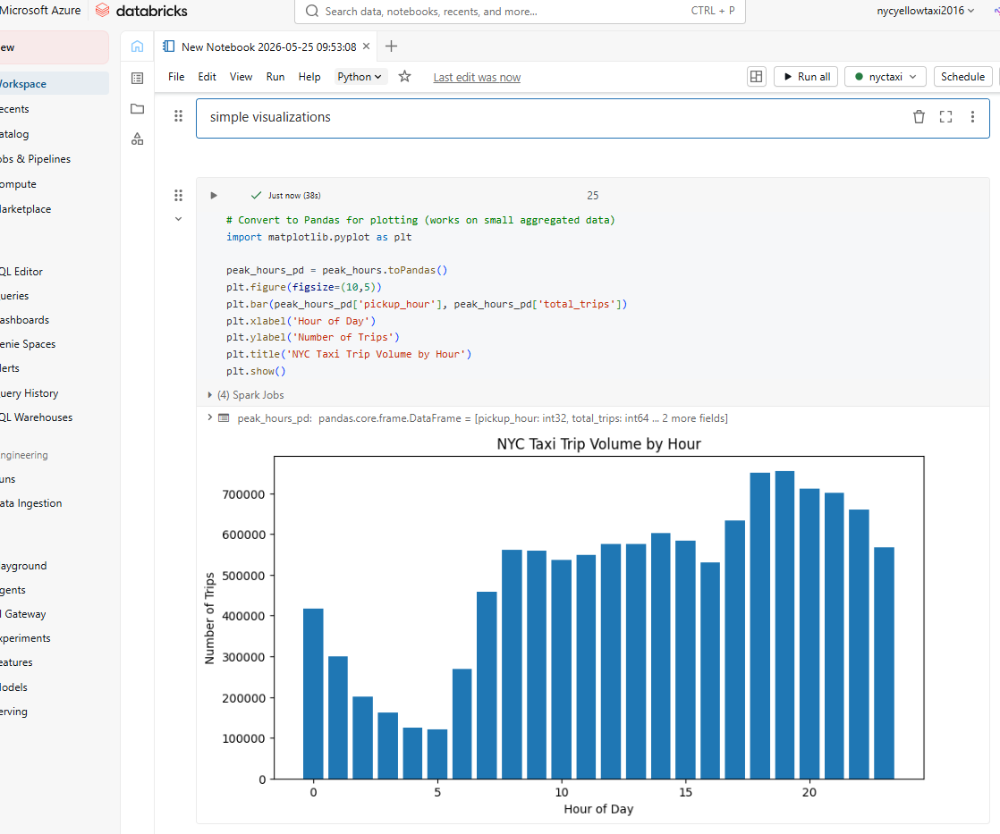 Microsoft Azure
databricks
Search data, notebooks, recents, and more...
CTRL + P
nycyellowtaxi2016
ew
orkspace
ecents
atalog
obs & Pipelines
ompute
arketplace
QL Editor
ueries
ashboards
enie Spaces
lerts
uery History
QL Warehouses
ngineering
uns
ata Ingestion
ayground
gents
I Gateway
xperiments
eatures
odels
erving
New Notebook 2026-05-25 09:53:08
File Edit View Run Help Python Last edit was now
Run all
nyctaxi
Schedule
simple visualizations
Just now (38s)
25
# Convert to Pandas for plotting (works on small aggregated data)
import matplotlib.pyplot as plt
peak_hours_pd = peak_hours.toPandas()
plt.figure(figsize=(10,5))
plt.bar(peak_hours_pd['pickup_hour'], peak_hours_pd['total_trips'])
plt.xlabel('Hour of Day')
plt.ylabel('Number of Trips')
plt.title('NYC Taxi Trip Volume by Hour')
plt.show()
(4) Spark Jobs
peak_hours_pd: pandas.core.frame.DataFrame = [pickup_hour: int32, total_trips: int64 ... 2 more fields]
NYC Taxi Trip Volume by Hour
Number of Trips
700000
600000
500000
400000
300000
200000
100000
0
0 5 10 15 20
Hour of Day